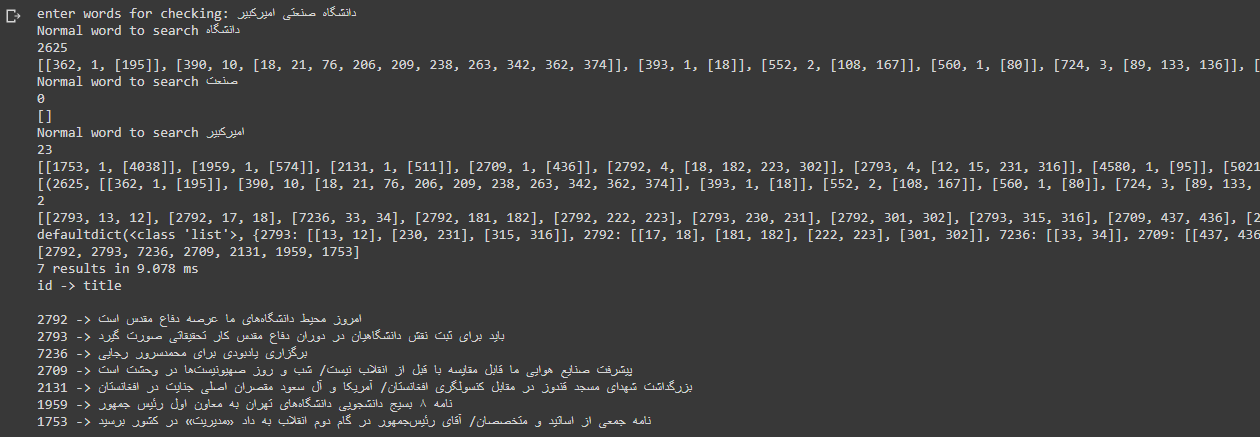 enter words for checking: دانشگاه صنعتی امیرکبیر
Normal word to search دانشگاه
2625
[[362, 1, [195]], [390, 10, [18, 21, 76, 206, 209, 238, 263, 342, 362, 374]], [393, 1, [18]], [552, 2, [108, 167]], [560, 1, [80]], [724, 3, [89, 133, 136]], [
Normal word to search صنعت
0
[]
Normal word to search امیرکبیر
23
[[1753, 1, [4038]], [1959, 1, [574]], [2131, 1, [511]], [2709, 1, [436]], [2792, 4, [18, 182, 223, 302]], [2793, 4, [12, 15, 231, 316]], [4580, 1, [95]], [5021
[(2625, [[362, 1, [195]], [390, 10, [18, 21, 76, 206, 209, 238, 263, 342, 362, 374]], [393, 1, [18]], [552, 2, [108, 167]], [560, 1, [80]], [724, 3, [89, 133,
2
[[2793, 13, 12], [2792, 17, 18], [7236, 33, 34], [2792, 181, 182], [2792, 222, 223], [2793, 230, 231], [2792, 301, 302], [2793, 315, 316], [2709, 437, 436], [2
defaultdict(<class 'list'>, {2793: [[13, 12], [230, 231], [315, 316]], 2792: [[17, 18], [181, 182], [222, 223], [301, 302]], 7236: [[33, 34]], 2709: [[437, 436
[2792, 2793, 7236, 2709, 2131, 1959, 1753]
7 results in 9.078 ms
id -> title
2792 -> امروز محیط دانشگاه‌های ما عرصه دفاع مقدس است
2793 -> باید برای ثبت نقش دانشگاهیان در دوران دفاع مقدس کار تحقیقاتی صورت گیرد
7236 -> برگزاری یادبودی برای محمدسرور رجایی
2709 -> پیشرفت صنایع هوایی ما قابل مقایسه با قبل از انقلاب نیست/ شب و روز صهیونیست‌ها در وحشت است
2131 -> بزرگداشت شهدای مسجد قندوز در مقابل کنسولگری افغانستان/ آمریکا و آل سعود مقصران اصلی جنایت در افغانستان
1959 -> نامه ۸ بسیج دانشجویی دانشگاه‌های تهران به معاون اول رئیس جمهور
1753 -> نامه جمعی از اساتید و متخصصان/ آقای رئیس‌جمهور در گام دوم انقلاب به داد «مدیریت» در کشور برسید